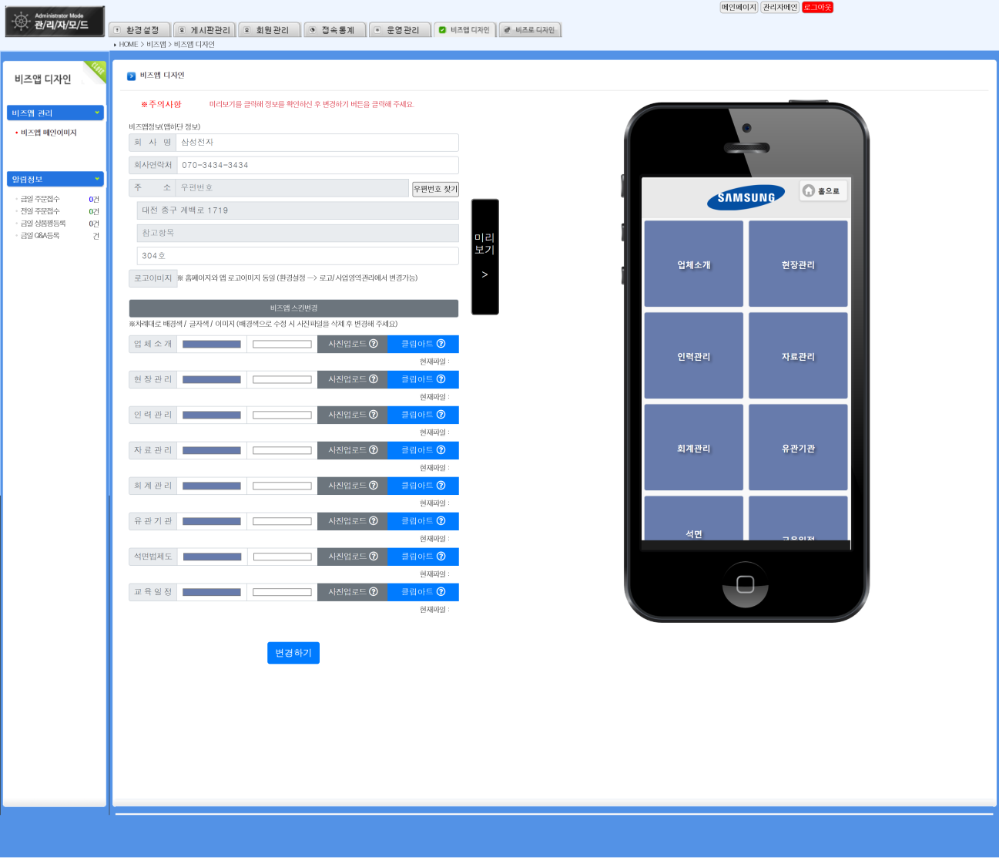 메인페이지 관리자메인 로그아웃
Administrator Mode
관/리/자/모/드
환경설정 게시판관리 회원관리 접속통계 운영관리 비즈앱 디자인 비즈로 디자인
HOME > 비즈앱 > 비즈앱 디자인
비즈앱 디자인
CLOSE
비즈앱 관리
비즈앱 메인이미지
알림정보
금일 주문접수 0건
전일 주문접수 0건
금일 상품평등록 0건
금일 Q&A등록 건
비즈앱 디자인
※주의사항 미리보기를 클릭해 정보를 확인하신 후 변경하기 버튼을 클릭해 주세요.
비즈앱정보(앱하단 정보)
회 사 명 삼성전자
회사연락처 070-3434-3434
주 소 우편번호 우편번호 찾기
대전 중구 계백로 1719
참고항목
304호
로고이미지 ※ 홈페이지와 앱 로고이미지 동일 (환경설정 --> 로고/사업영역관리에서 변경가능)
비즈앱 스킨변경
※차례대로 배경색 / 글자색 / 이미지 (배경색으로 수정 시 사진파일을 삭제 후 변경해 주세요)
업 체 소 개 사진업로드 클립아트
현재파일 :
현 장 관 리 사진업로드 클립아트
현재파일 :
인 력 관 리 사진업로드 클립아트
현재파일 :
자 료 관 리 사진업로드 클립아트
현재파일 :
회 계 관 리 사진업로드 클립아트
현재파일 :
유 관 기 관 사진업로드 클립아트
현재파일 :
석면법제도 사진업로드 클립아트
현재파일 :
교 육 일 정 사진업로드 클립아트
현재파일 :
변경하기
미리
보기
>
SAMSUNG 홈으로
업체소개 현장관리
인력관리 자료관리
회계관리 유관기관
석면 교육일정